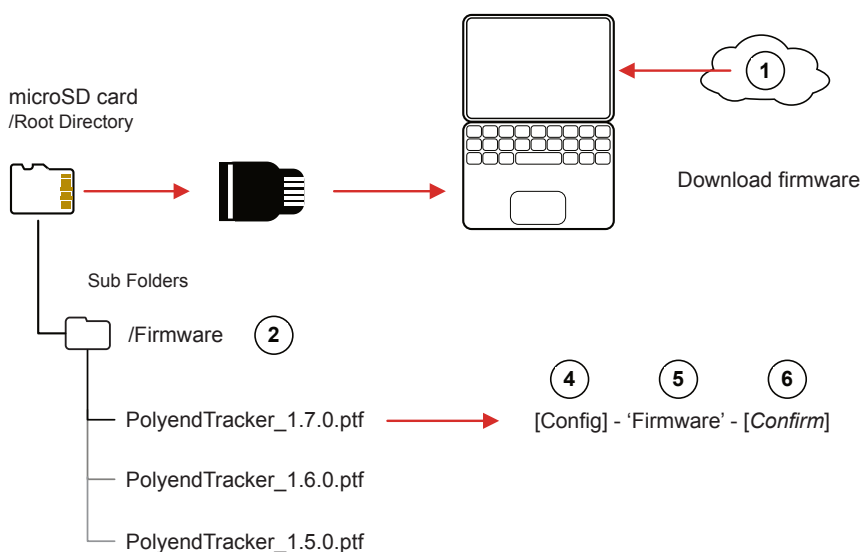 1
microSD card
/Root Directory
Download firmware
Sub Folders
/Firmware 2
4 5 6
PolyendTracker_1.7.0.ptf [Config] - ‘Firmware’ - [Confirm]
PolyendTracker_1.6.0.ptf
PolyendTracker_1.5.0.ptf